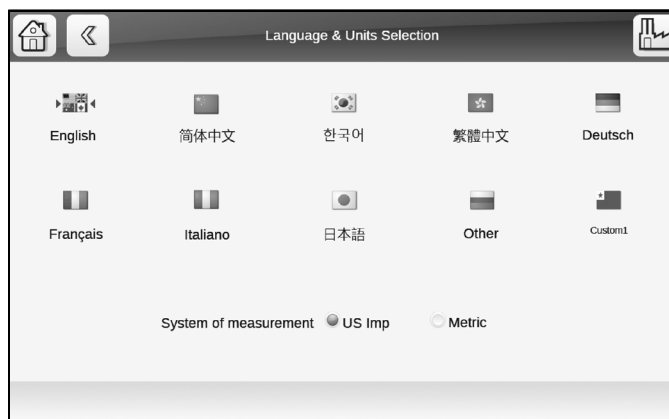 Language & Units Selection
English 简体中文 한국어 繁體中文 Deutsch
Français Italiano 日本語 Other Custom1
System of measurement US Imp Metric